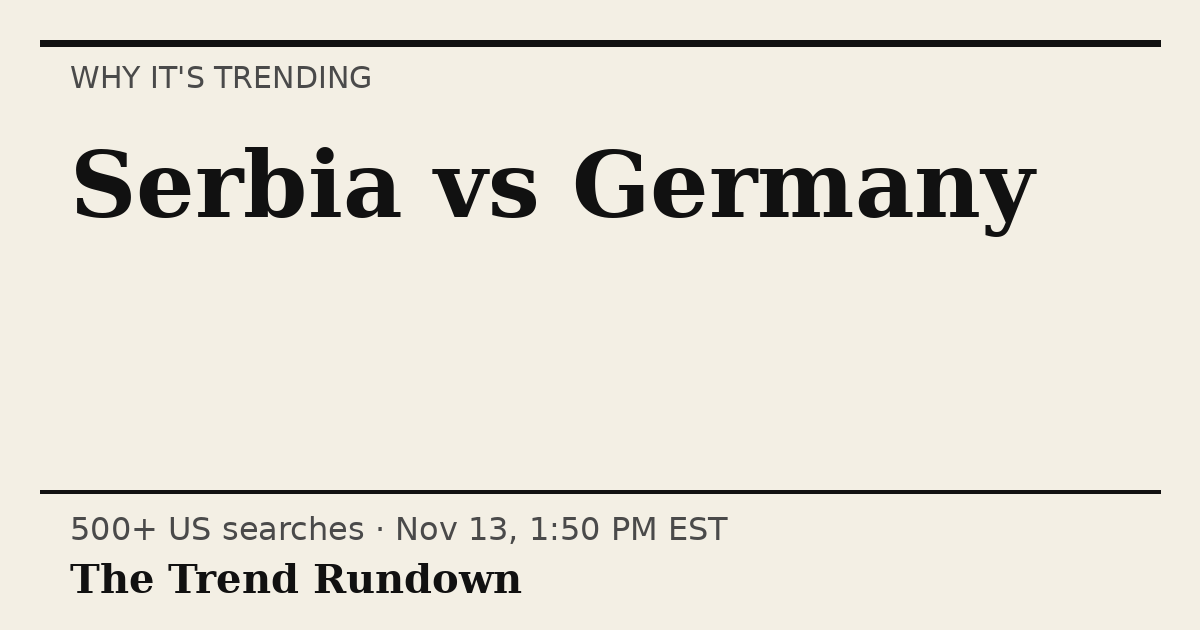 WHY IT'S TRENDING
Serbia vs Germany
500+ US searches · Nov 13, 1:50 PM EST
The Trend Rundown